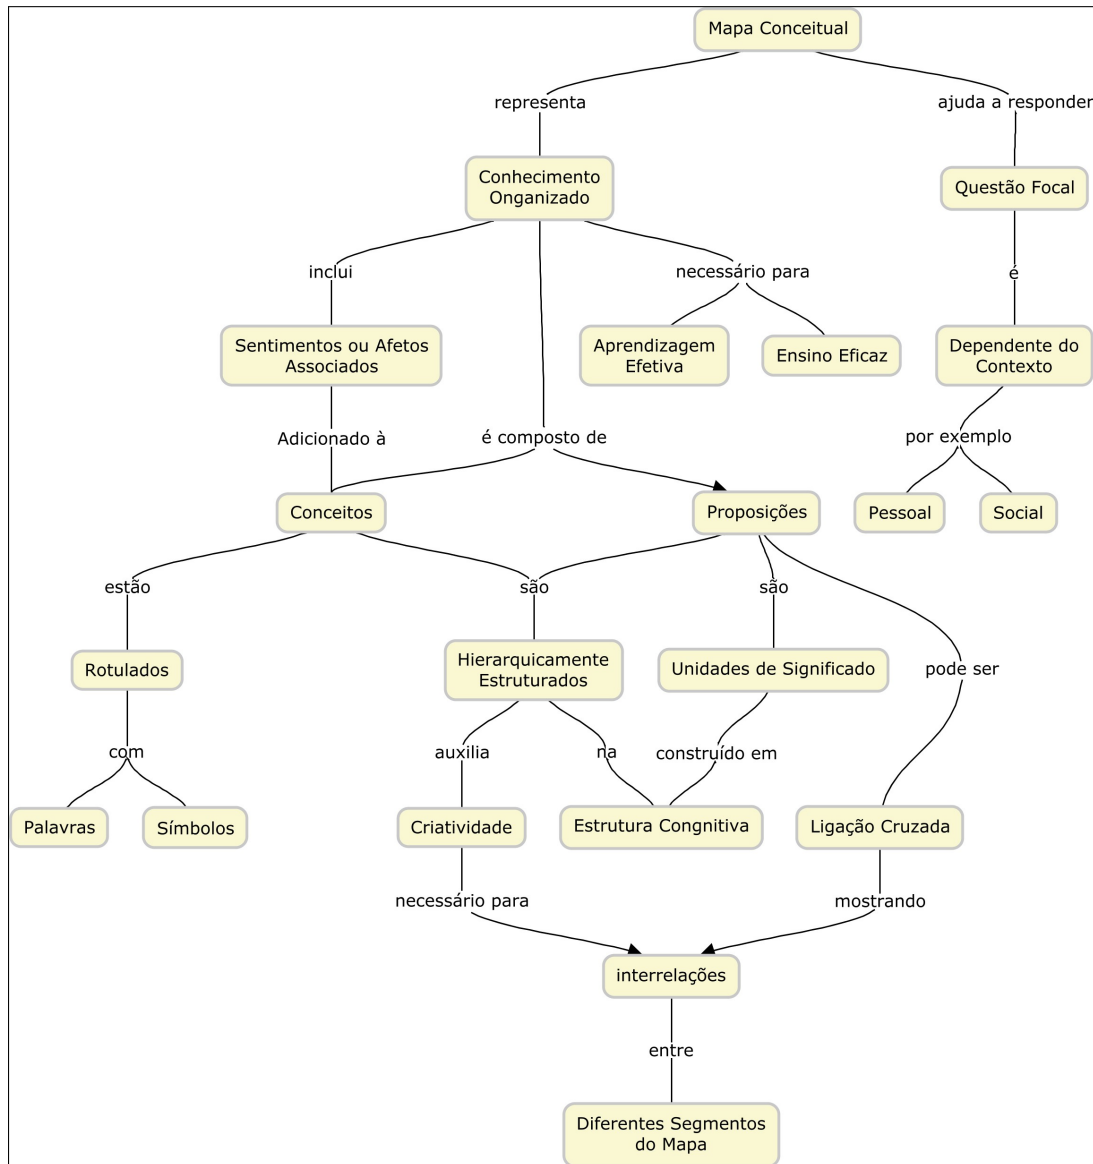 Mapa Conceitual
representa
ajuda a responder
Conhecimento
Onganizado
Questão Focal
inclui
necessário para
é
Sentimentos ou Afetos
Associados
Aprendizagem
Efetiva
Ensino Eficaz
Dependente do
Contexto
Adicionado à
é composto de
por exemplo
Conceitos
Proposições
Pessoal
Social
estão
são
são
Rotulados
Hierarquicamente
Estruturados
Unidades de Significado
pode ser
com
auxilia
na
construído em
Palavras
Símbolos
Criatividade
Estrutura Congnitiva
Ligação Cruzada
necessário para
mostrando
interrelações
entre
Diferentes Segmentos
do Mapa